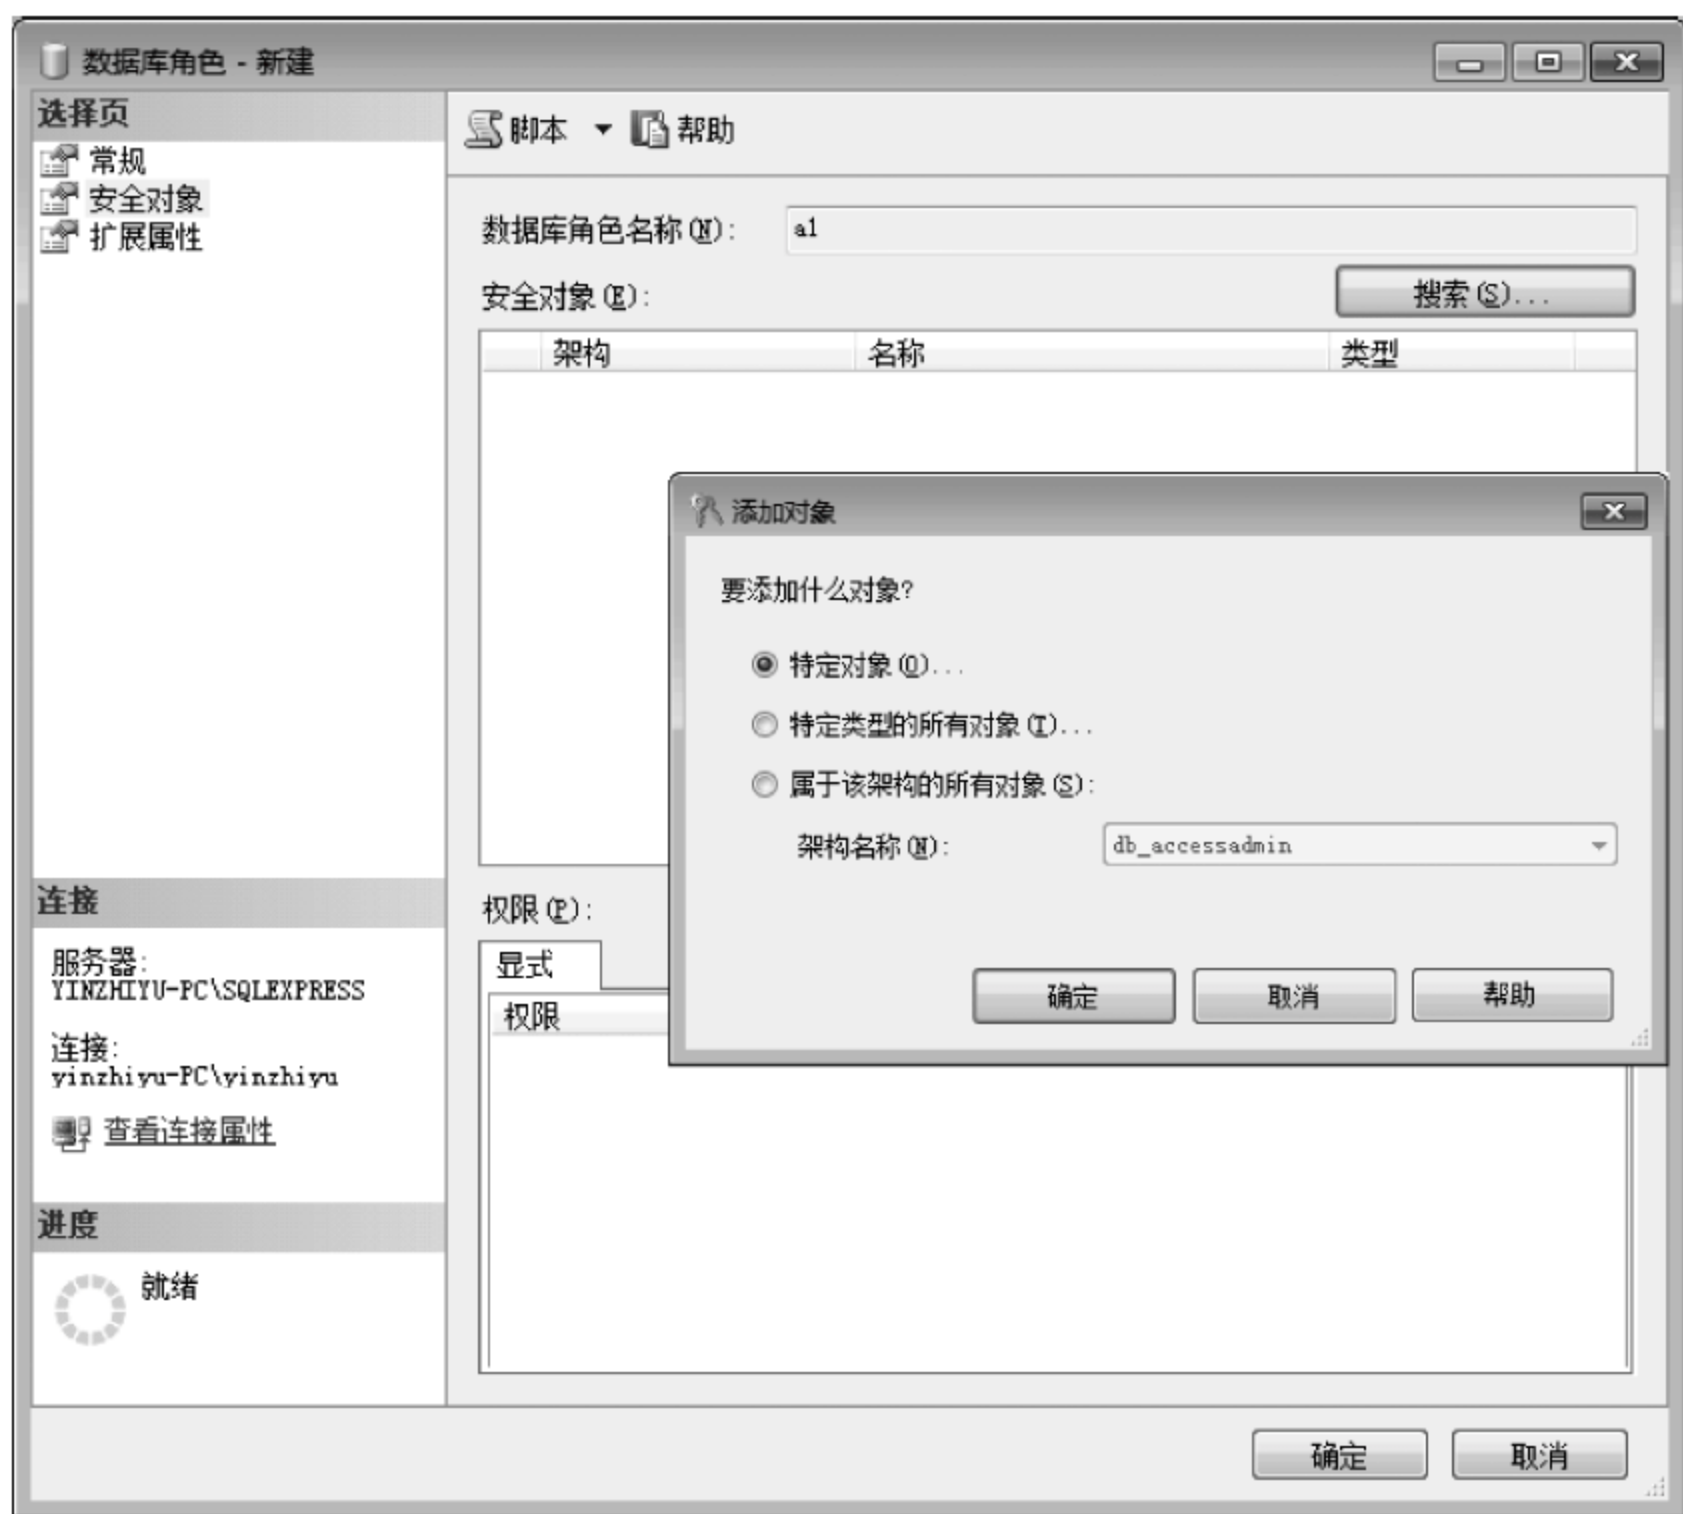 数据库角色 - 新建
选择页
常规
安全对象
扩展属性
脚本 帮助
数据库角色名称(N): a1
安全对象(E): 搜索(S)...
架构 名称 类型
添加对象
要添加什么对象?
特定对象(O)...
特定类型的所有对象(T)...
属于该架构的所有对象(S):
架构名称(N): db_accessadmin
确定 取消 帮助
连接
服务器:
YINZHIYU-PC\SQLEXPRESS
连接:
yinzhiyu-PC\yinzhiyu
查看连接属性
进度
就绪
权限(P):
显式
权限
确定 取消